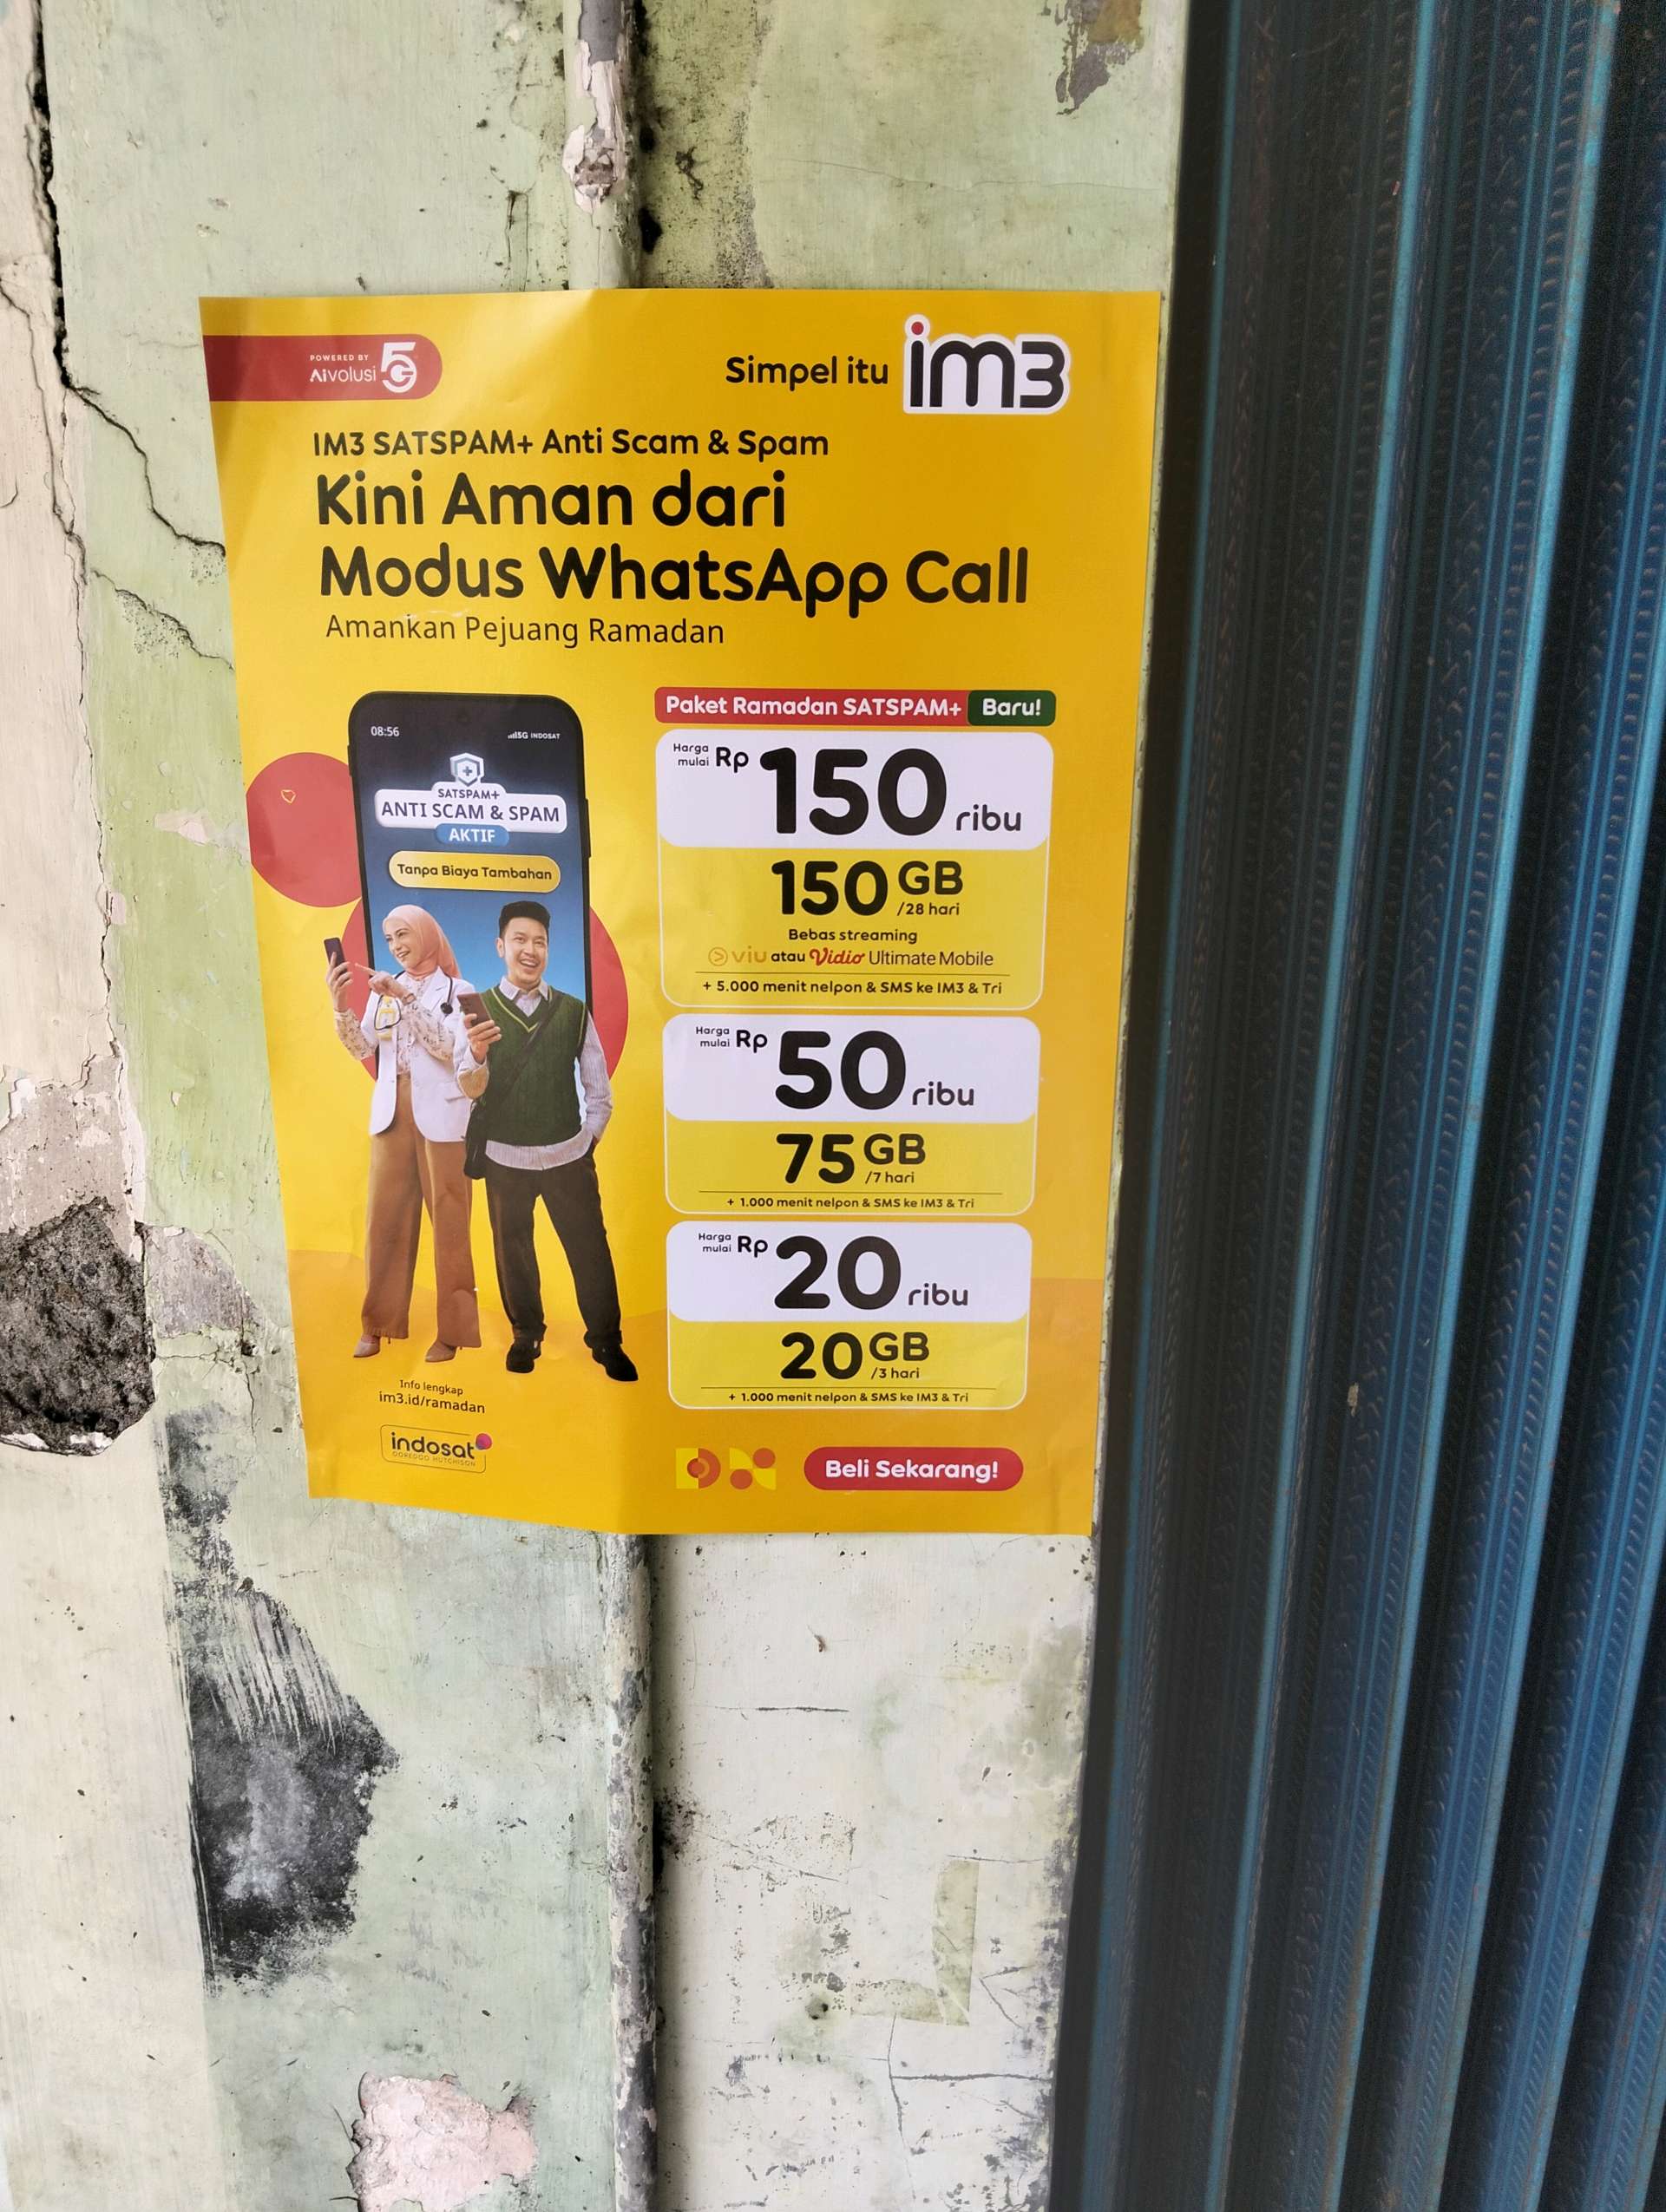 POWERED BY
AIvolusi 5G
Simpel itu im3
IM3 SATSPAM+ Anti Scam & Spam
Kini Aman dari
Modus WhatsApp Call
Amankan Pejuang Ramadan
08:56
5G INDOSAT
SATSPAM+
ANTI SCAM & SPAM
AKTIF
Tanpa Biaya Tambahan
Paket Ramadan SATSPAM+ Baru!
Harga mulai Rp 150 ribu
150 GB
/28 hari
Bebas streaming
viu atau Vidio Ultimate Mobile
+ 5.000 menit nelpon & SMS ke IM3 & Tri
Harga mulai Rp 50 ribu
75 GB
/7 hari
+ 1.000 menit nelpon & SMS ke IM3 & Tri
Harga mulai Rp 20 ribu
20 GB
/3 hari
+ 1.000 menit nelpon & SMS ke IM3 & Tri
Info lengkap
im3.id/ramadan
indosat
OOREDOO HUTCHISON
Beli Sekarang!